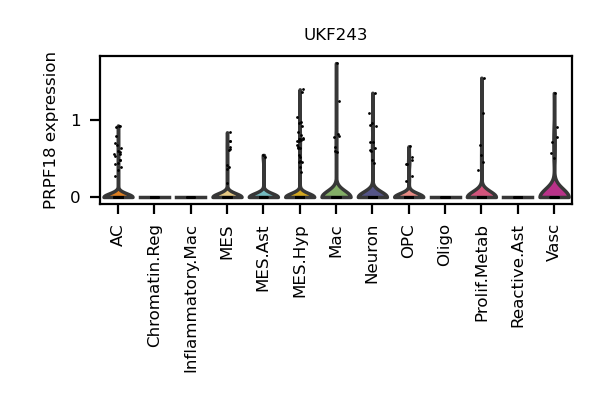 UKF243
PRPF18 expression
1
0
AC
Chromatin.Reg
Inflammatory.Mac
MES
MES.Ast
MES.Hyp
Mac
Neuron
OPC
Oligo
Prolif.Metab
Reactive.Ast
Vasc